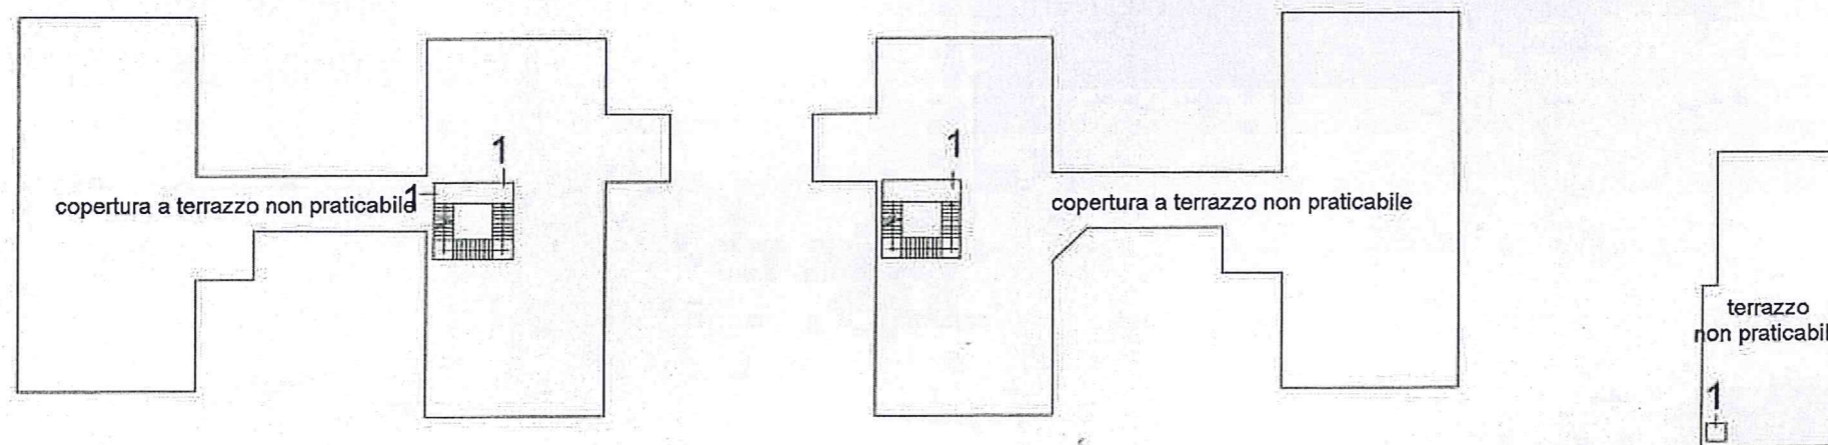 1
1
copertura a terrazzo non praticabile
1
copertura a terrazzo non praticabile
terrazzo
non praticabil
1